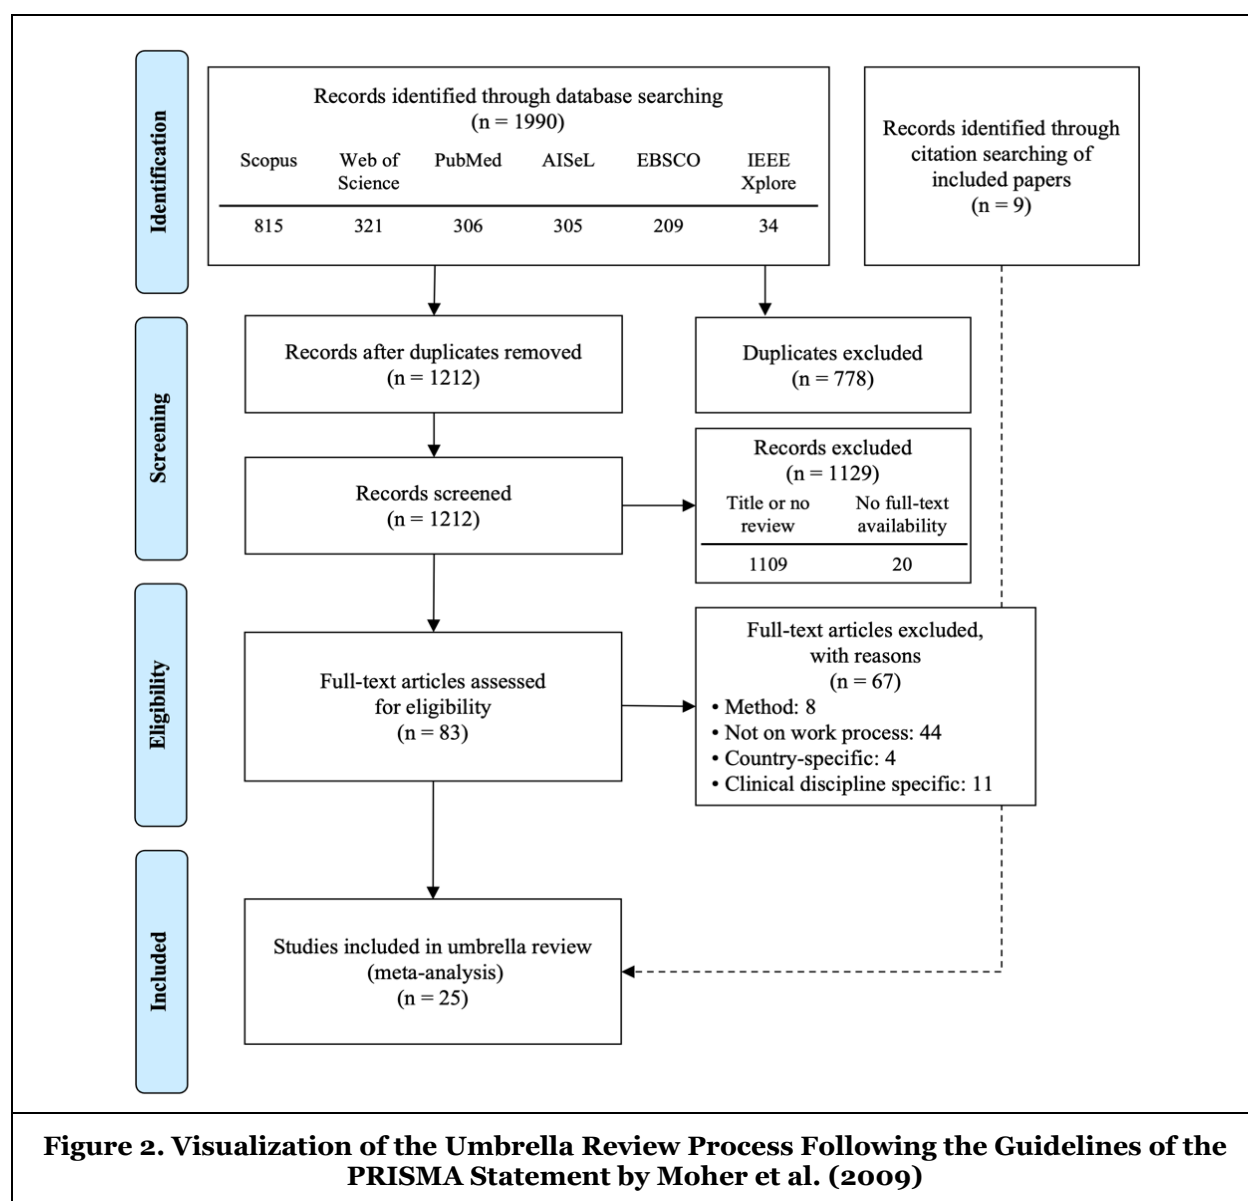 Identification
Records identified through database searching
(n = 1990)
Scopus
Web of
Science
PubMed
AISeL
EBSCO
IEEE
Xplore
815
321
306
305
209
34
Records identified through
citation searching of
included papers
(n = 9)
Screening
Records after duplicates removed
(n = 1212)
Duplicates excluded
(n = 778)
Records screened
(n = 1212)
Records excluded
(n = 1129)
Title or no
review
No full-text
availability
1109
20
Eligibility
Full-text articles assessed
for eligibility
(n = 83)
Full-text articles excluded,
with reasons
(n = 67)
• Method: 8
• Not on work process: 44
• Country-specific: 4
• Clinical discipline specific: 11
Included
Studies included in umbrella review
(meta-analysis)
(n = 25)
Figure 2. Visualization of the Umbrella Review Process Following the Guidelines of the
PRISMA Statement by Moher et al. (2009)